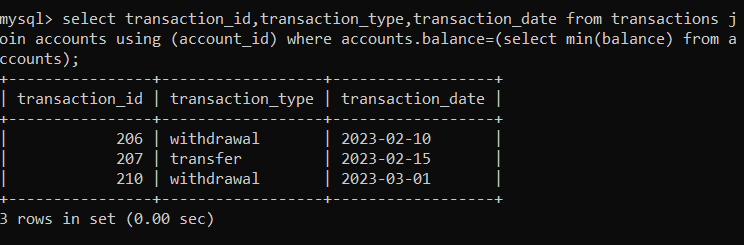 mysql> select transaction_id,transaction_type,transaction_date from transactions j
oin accounts using (account_id) where accounts.balance=(select min(balance) from a
ccounts);
+----------------+------------------+------------------+
| transaction_id | transaction_type | transaction_date |
+----------------+------------------+------------------+
|            206 | withdrawal       | 2023-02-10       |
|            207 | transfer         | 2023-02-15       |
|            210 | withdrawal       | 2023-03-01       |
+----------------+------------------+------------------+
3 rows in set (0.00 sec)